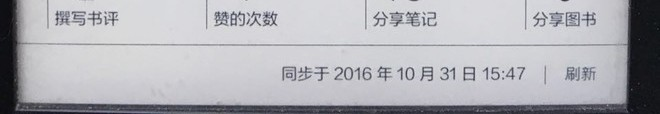 撰写书评 赞的次数 分享笔记 分享图书
同步于 2016 年 10 月 31 日 15:47 | 刷新